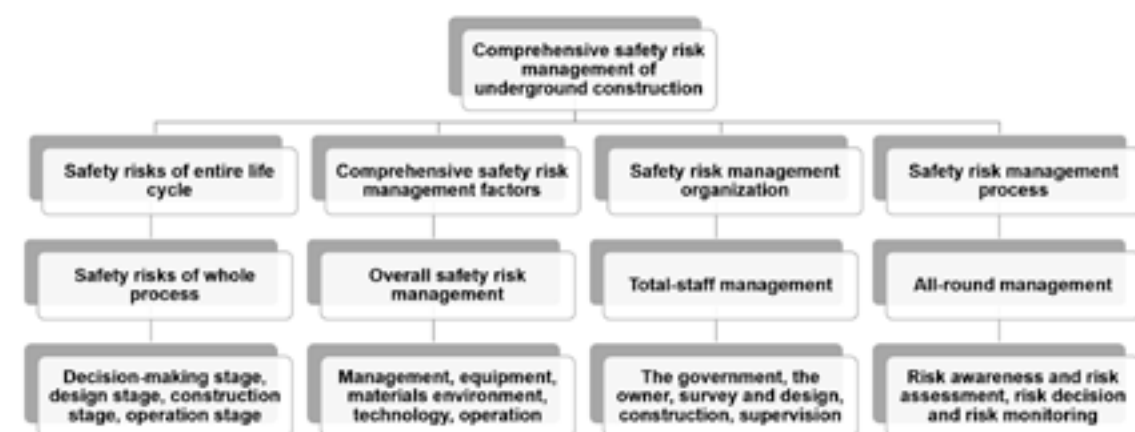 Comprehensive safety risk
management of
underground construction
Safety risks of entire life
cycle
Comprehensive safety risk
management factors
Safety risk management
organization
Safety risk management
process
Safety risks of whole
process
Overall safety risk
management
Total-staff management
All-round management
Decision-making stage,
design stage, construction
stage, operation stage
Management, equipment,
materials environment,
technology, operation
The government, the
owner, survey and design,
construction, supervision
Risk awareness and risk
assessment, risk decision
and risk monitoring